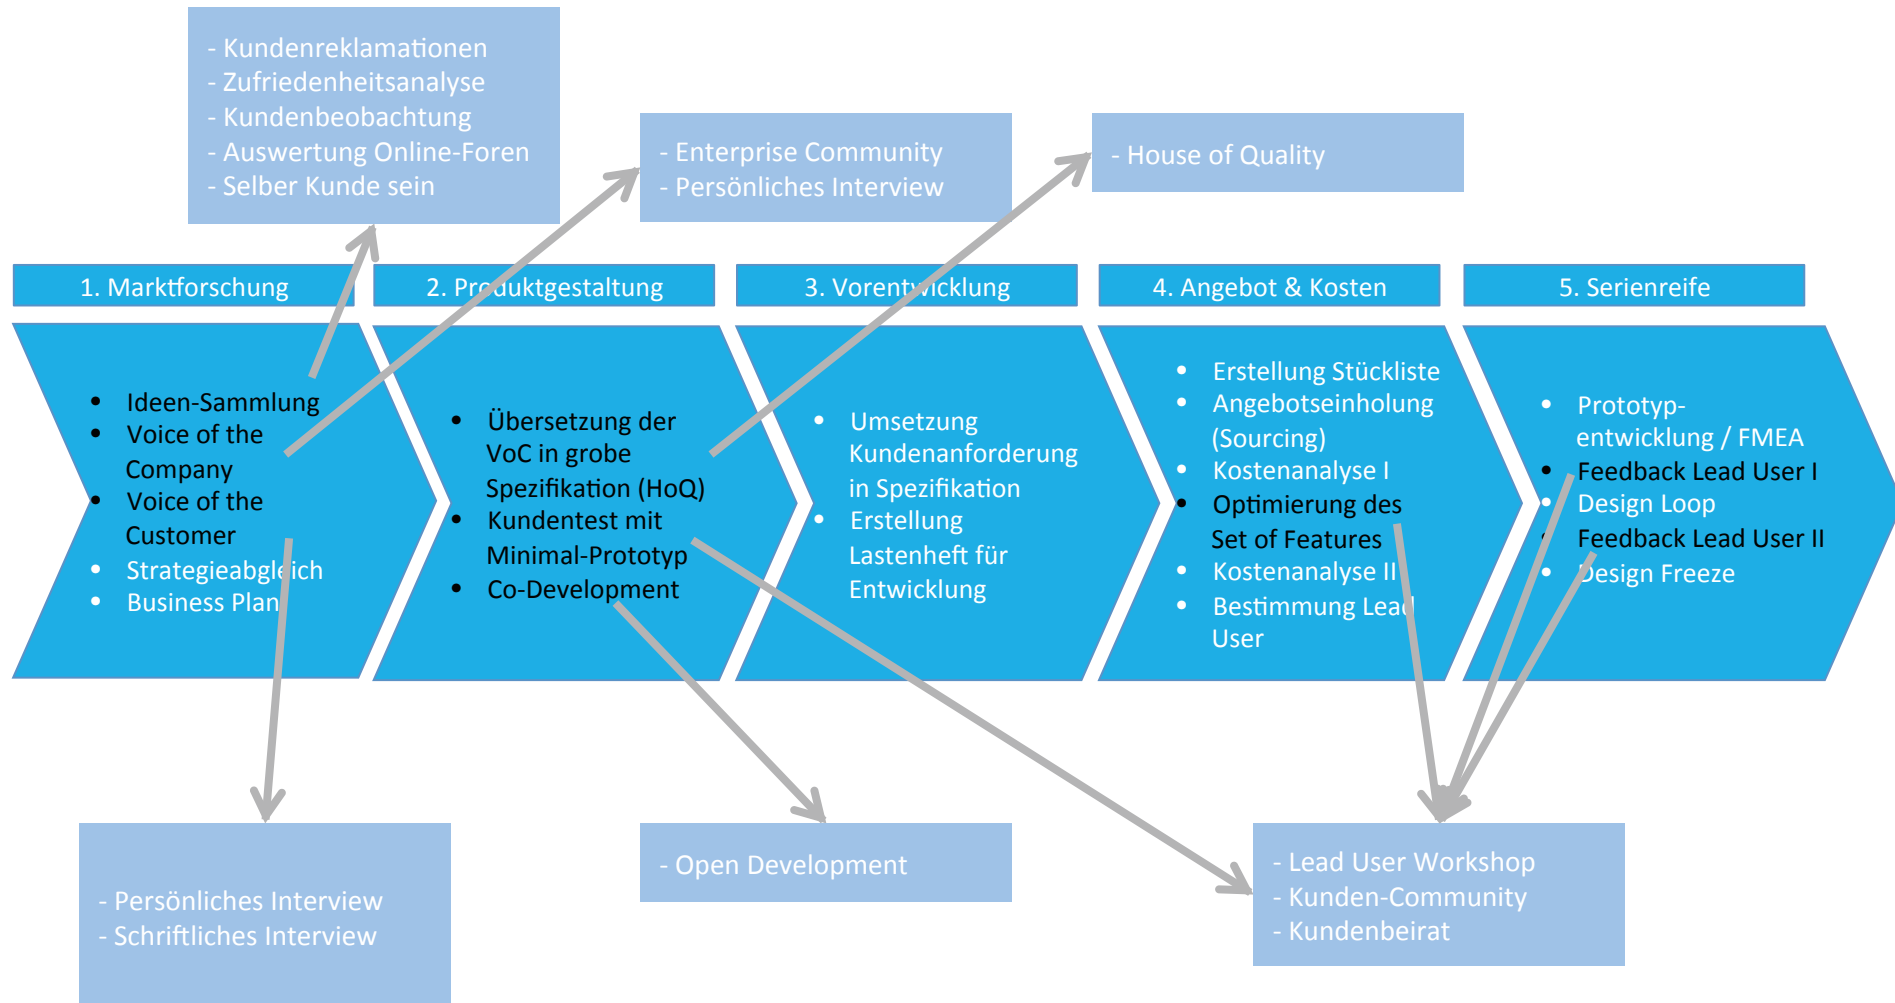 - Kundenreklamationen
- Zufriedenheitsanalyse
- Kundenbeobachtung
- Auswertung Online-Foren
- Selber Kunde sein
- Enterprise Community
- Persönliches Interview
- House of Quality
1. Marktforschung
2. Produktgestaltung
3. Vorentwicklung
4. Angebot & Kosten
5. Serienreife
• Ideen-Sammlung
• Voice of the
Company
• Voice of the
Customer
• Strategieabgleich
• Business Plan
• Übersetzung der
VoC in grobe
Spezifikation (HoQ)
• Kundentest mit
Minimal-Prototyp
• Co-Development
• Umsetzung
Kundenanforderung
in Spezifikation
• Erstellung
Lastenheft für
Entwicklung
• Erstellung Stückliste
• Angebotseinholung
(Sourcing)
• Kostenanalyse I
• Optimierung des
Set of Features
• Kostenanalyse II
• Bestimmung Lead
User
• Prototyp-
entwicklung / FMEA
• Feedback Lead User I
• Design Loop
• Feedback Lead User II
• Design Freeze
- Persönliches Interview
- Schriftliches Interview
- Open Development
- Lead User Workshop
- Kunden-Community
- Kundenbeirat